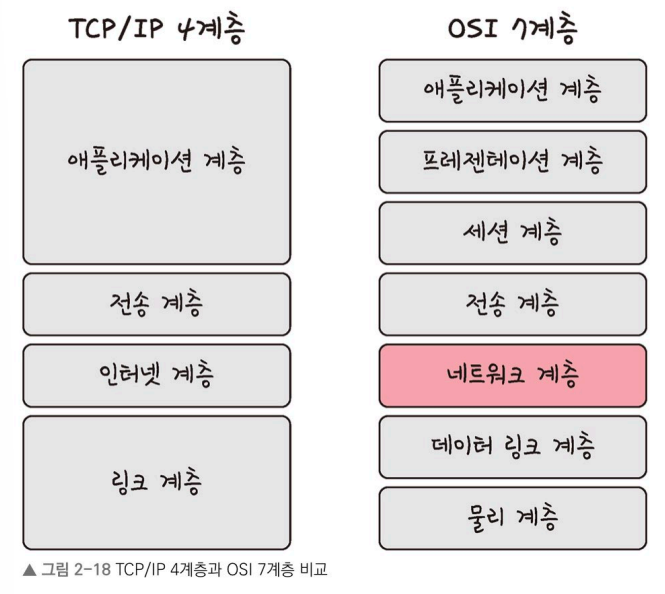 TCP/IP 4계층
애플리케이션 계층
전송 계층
인터넷 계층
링크 계층
OSI 7계층
애플리케이션 계층
프레젠테이션 계층
세션 계층
전송 계층
네트워크 계층
데이터 링크 계층
물리 계층
▲ 그림 2-18 TCP/IP 4계층과 OSI 7계층 비교